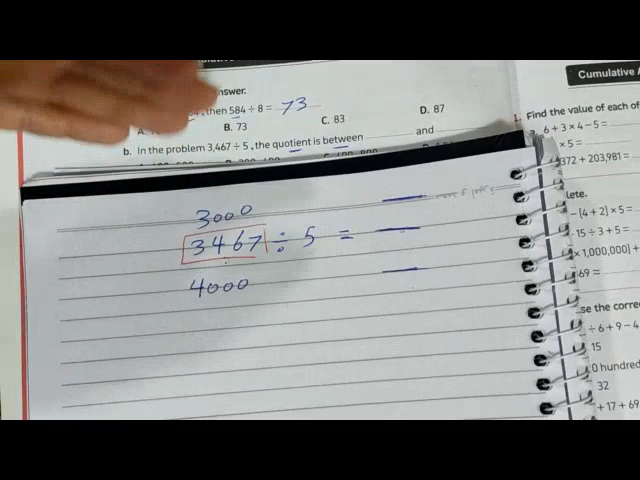 Cumulative A
nswer.
, then 584 ÷ 8 = 73
B. 73 C. 83 D. 87
b. In the problem 3,467 ÷ 5, the quotient is between and
1. Find the value of each of
a. 6 + 3 × 4 – 5 =
× 5 =
372 + 203,981 =
lete.
– (4 + 2) × 5 =
15 ÷ 3 + 5 =
× 1,000,000) +
69 =
se the corre
÷ 6 + 9 – 4
15
0 hundred
32
+ 17 + 69
3000
3467 ÷ 5 =
4000